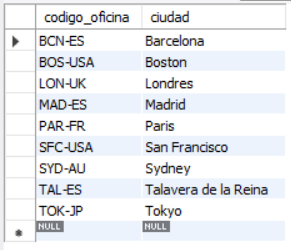 codigo_oficina ciudad
BCN-ES Barcelona
BOS-USA Boston
LON-UK Londres
MAD-ES Madrid
PAR-FR Paris
SFC-USA San Francisco
SYD-AU Sydney
TAL-ES Talavera de la Reina
TOK-JP Tokyo
NULL NULL